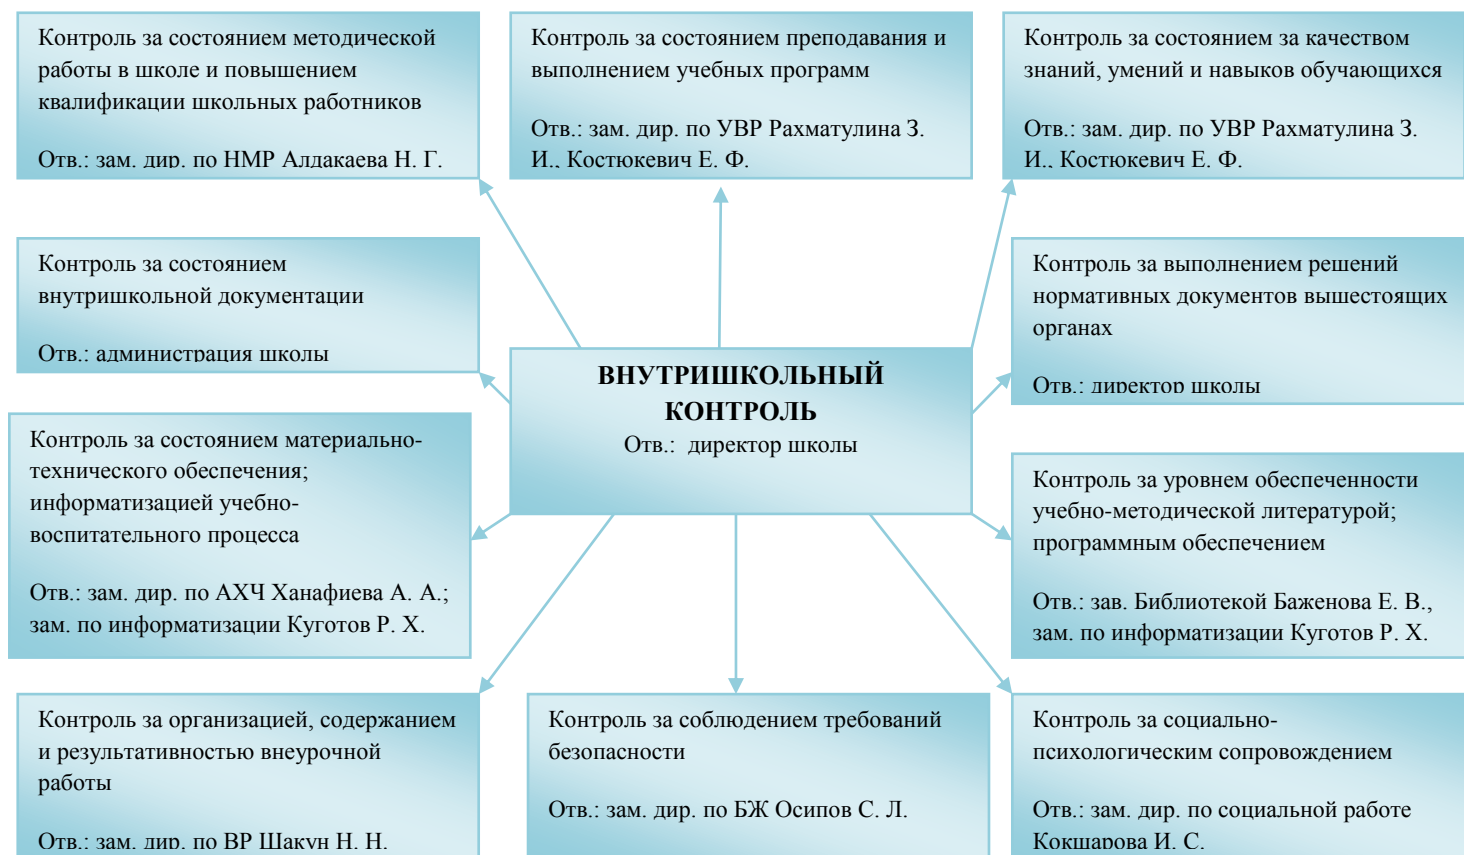 Контроль за состоянием методической
работы в школе и повышением
квалификации школьных работников
Отв.: зам. дир. по НМР Алдакаева Н. Г.
Контроль за состоянием преподавания и
выполнением учебных программ
Отв.: зам. дир. по УВР Рахматулина З.
И., Костюкевич Е. Ф.
Контроль за состоянием за качеством
знаний, умений и навыков обучающихся
Отв.: зам. дир. по УВР Рахматулина З.
И., Костюкевич Е. Ф.
Контроль за состоянием
внутришкольной документации
Отв.: администрация школы
Контроль за выполнением решений
нормативных документов вышестоящих
органах
Отв.: директор школы
ВНУТРИШКОЛЬНЫЙ
КОНТРОЛЬ
Отв.: директор школы
Контроль за состоянием материально-
технического обеспечения;
информатизацией учебно-
воспитательного процесса
Отв.: зам. дир. по АХЧ Ханафиева А. А.;
зам. по информатизации Куготов Р. Х.
Контроль за уровнем обеспеченности
учебно-методической литературой;
программным обеспечением
Отв.: зав. Библиотекой Баженова Е. В.,
зам. по информатизации Куготов Р. Х.
Контроль за организацией, содержанием
и результативностью внеурочной
работы
Отв.: зам. дир. по ВР Шакун Н. Н.
Контроль за соблюдением требований
безопасности
Отв.: зам. дир. по БЖ Осипов С. Л.
Контроль за социально-
психологическим сопровождением
Отв.: зам. дир. по социальной работе
Кокшарова И. С.